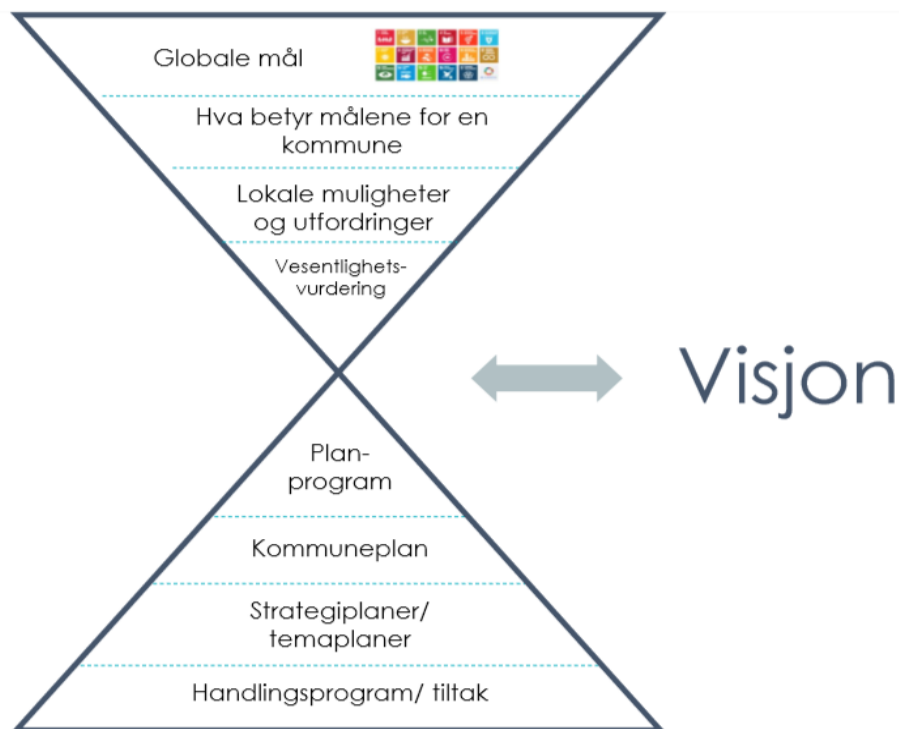 Globale mål
Hva betyr målene for en
kommune
Lokale muligheter
og utfordringer
Vesentlighets-
vurdering
Visjon
Plan-
program
Kommuneplan
Strategiplaner/
temaplaner
Handlingsprogram/ tiltak